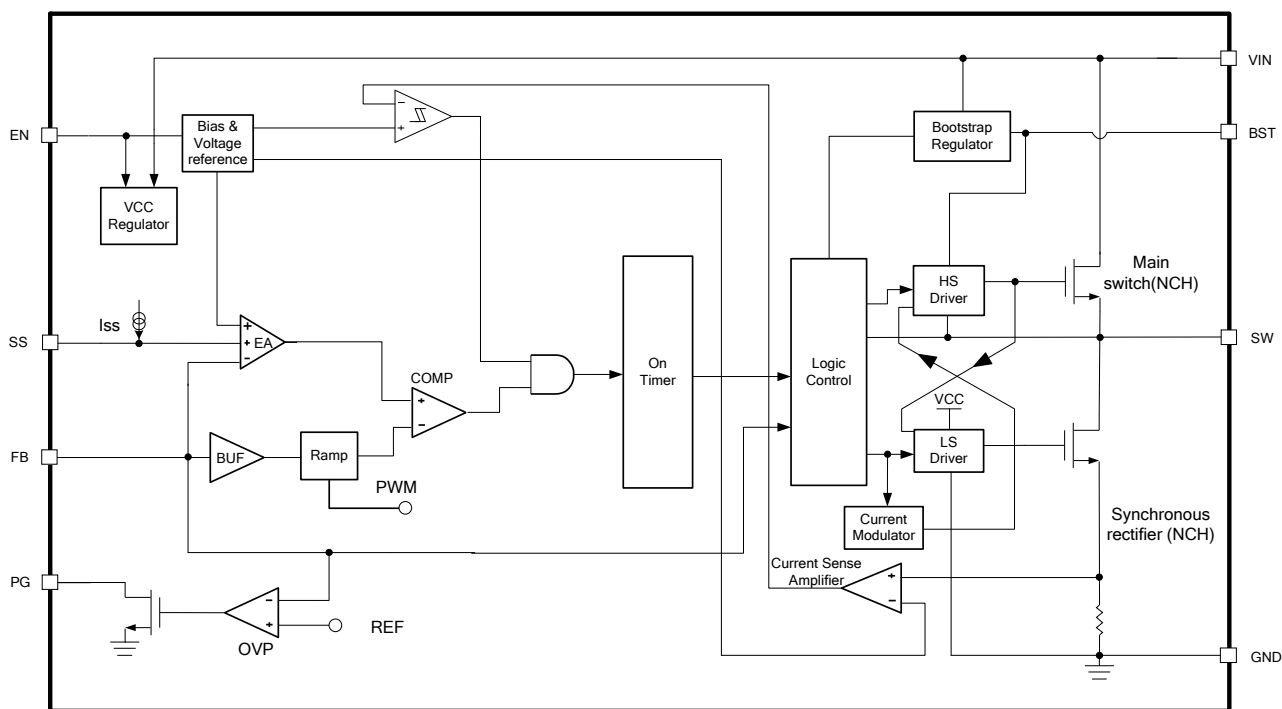 VIN
EN
Bias &
Voltage
reference
-
+
Bootstrap
Regulator
BST
VCC
Regulator
HS
Driver
Main
switch(NCH)
Iss
SS
+
+
-
EA
On
Timer
Logic
Control
SW
COMP
+
-
VCC
LS
Driver
FB
BUF
Ramp
PWM
Current
Modulator
Synchronous
rectifier (NCH)
PG
Current Sense
Amplifier
+
-
-
+
OVP
REF
GND